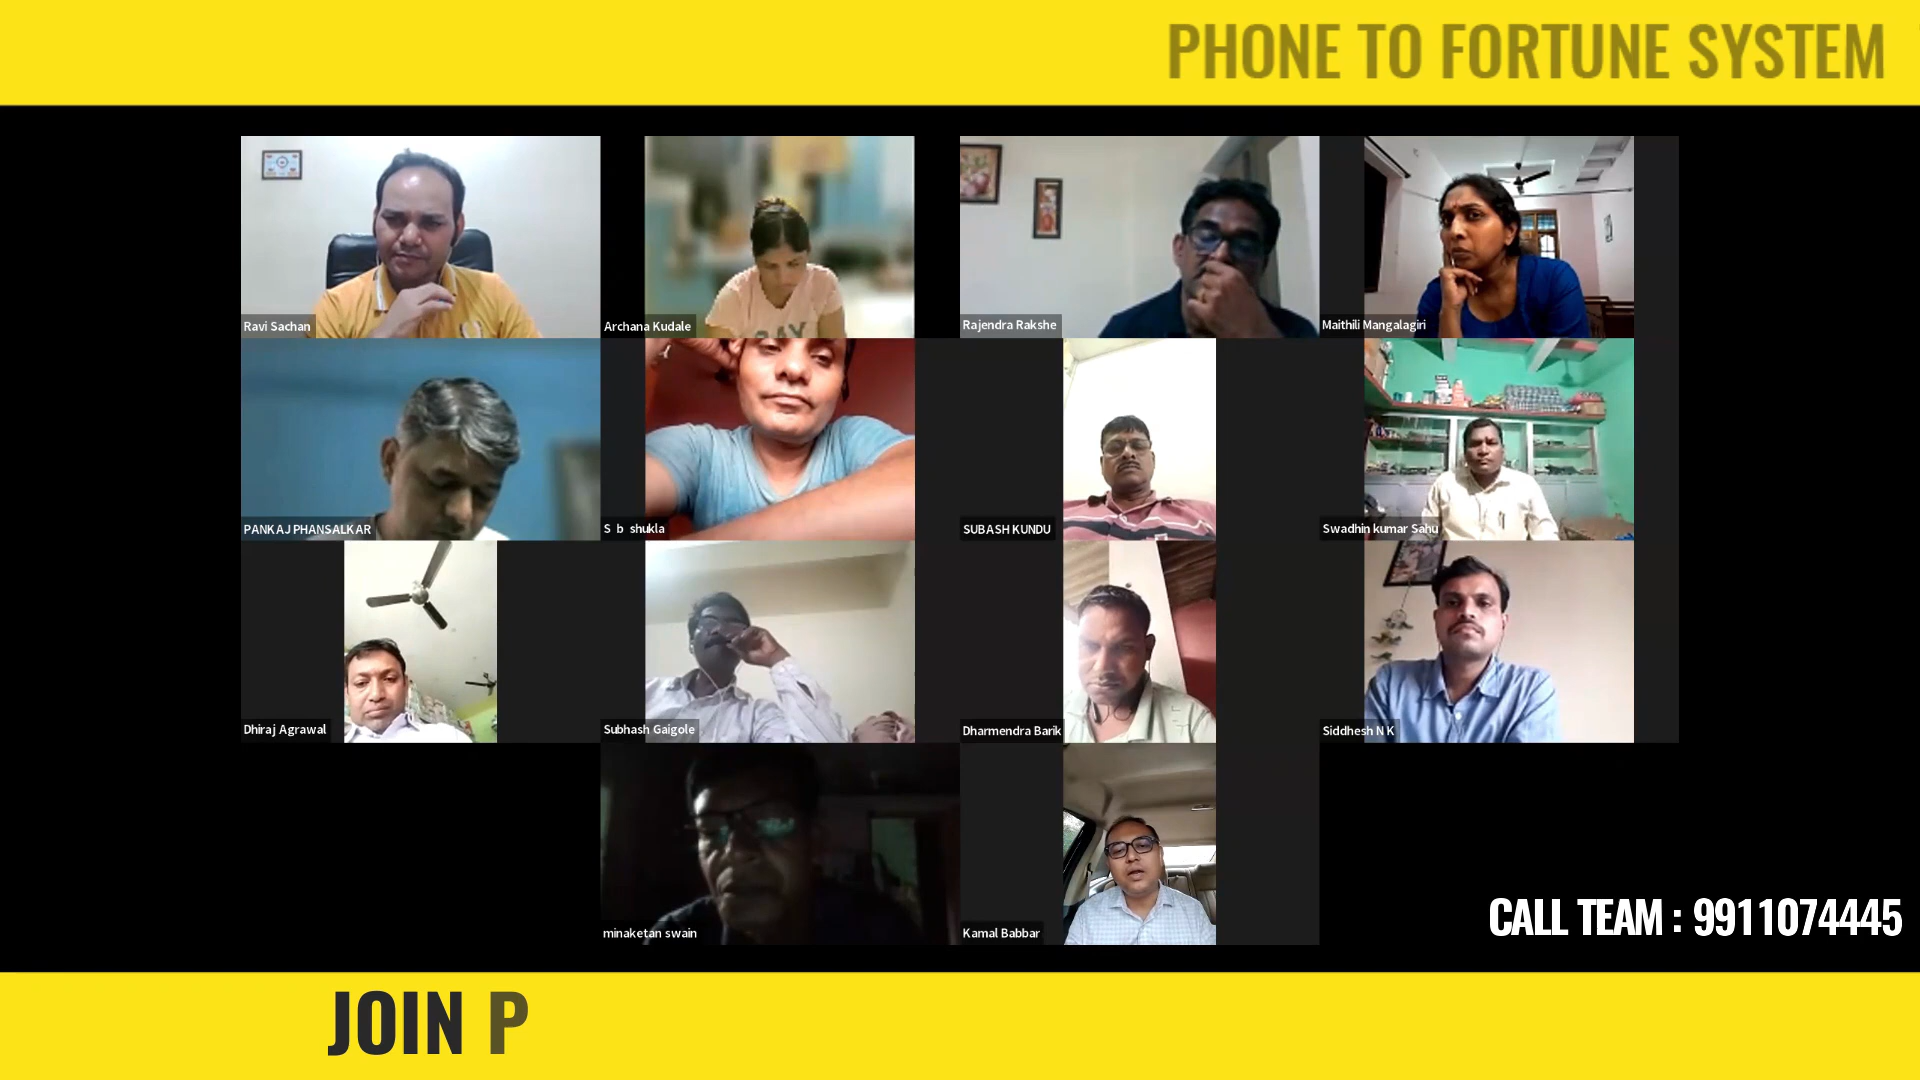 PHONE TO FORTUNE SYSTEM
Ravi Sachan
Archana Kudale
Rajendra Rakshe
Maithili Mangalagiri
PANKAJ PHANSALKAR
S b shukla
SUBASH KUNDU
Swadhin kumar Sahu
Dhiraj Agrawal
Subhash Gaigole
Dharmendra Barik
Siddhesh N K
minaketan swain
Kamal Babbar
CALL TEAM : 9911074445
JOIN P